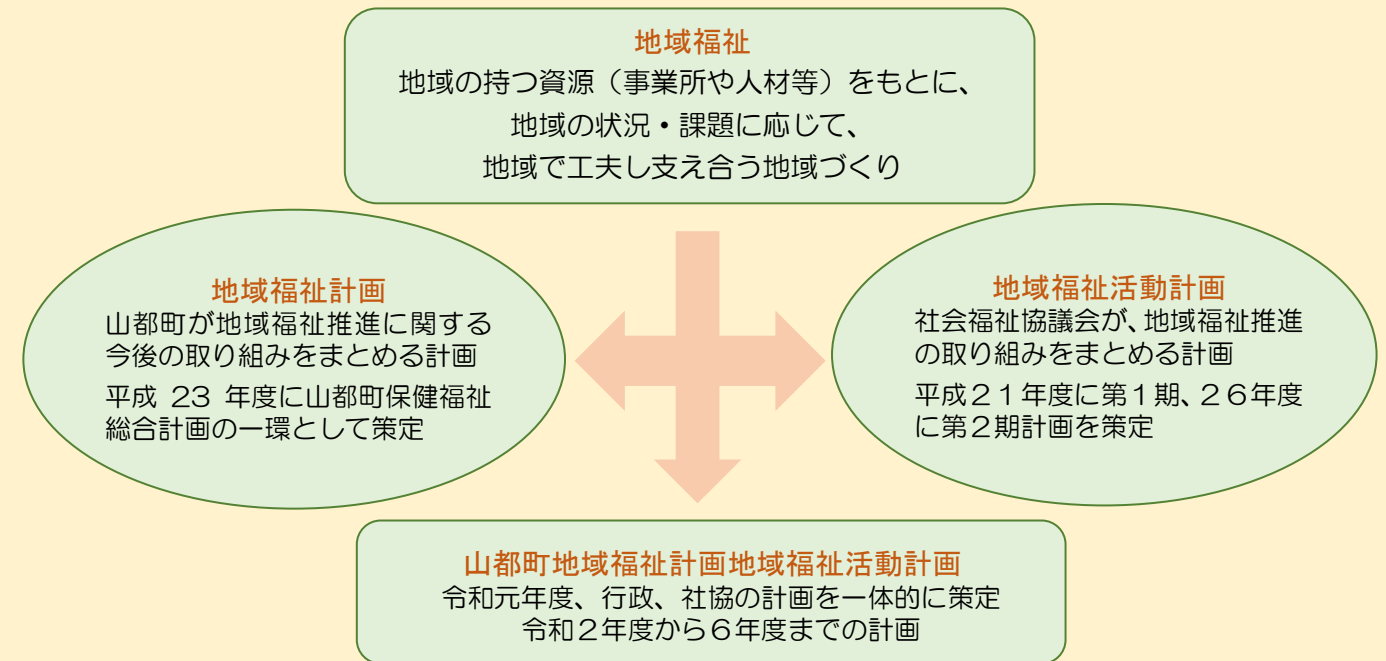 地域福祉
地域の持つ資源（事業所や人材等）をもとに、
地域の状況・課題に応じて、
地域で工夫し支え合う地域づくり
地域福祉計画
山都町が地域福祉推進に関する
今後の取り組みをまとめる計画
平成 23 年度に山都町保健福祉
総合計画の一環として策定
地域福祉活動計画
社会福祉協議会が、地域福祉推進
の取り組みをまとめる計画
平成２１年度に第１期、２６年度
に第２期計画を策定
山都町地域福祉計画地域福祉活動計画
令和元年度、行政、社協の計画を一体的に策定
令和２年度から６年度までの計画